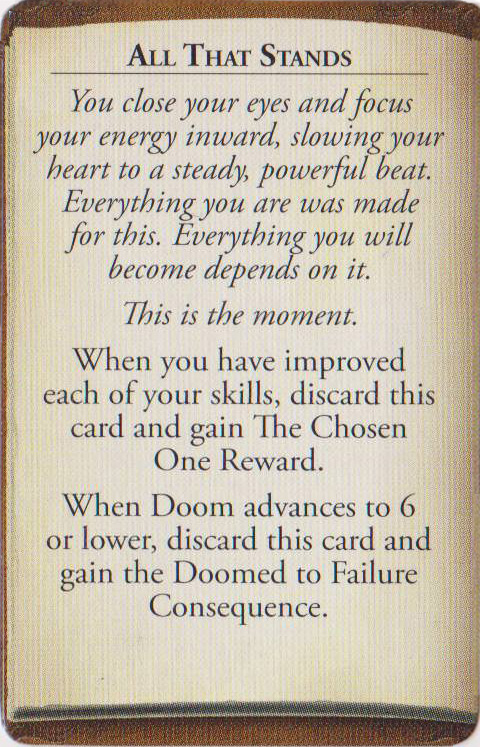 All That Stands
You close your eyes and focus
your energy inward, slowing your
heart to a steady, powerful beat.
Everything you are was made
for this. Everything you will
become depends on it.
This is the moment.
When you have improved
each of your skills, discard this
card and gain The Chosen
One Reward.
When Doom advances to 6
or lower, discard this card and
gain the Doomed to Failure
Consequence.